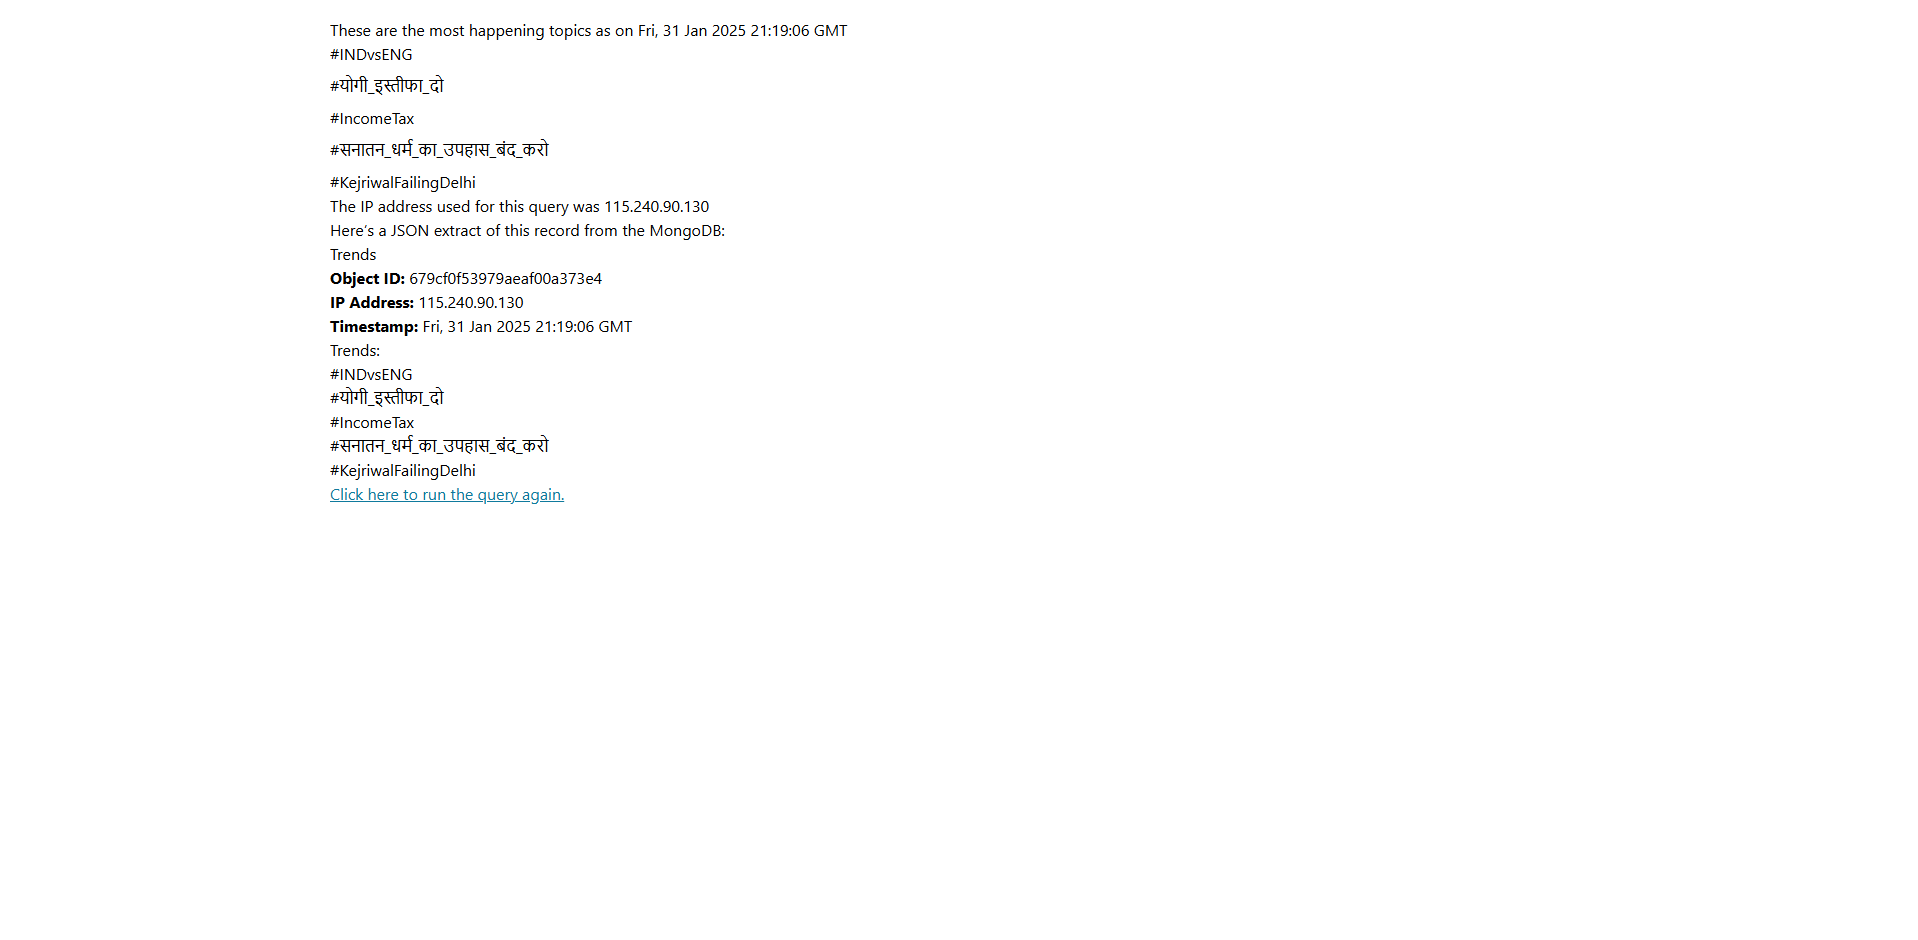 These are the most happening topics as on Fri, 31 Jan 2025 21:19:06 GMT
#INDvsENG
#योगी_इस्तीफा_दो
#IncomeTax
#सनातन_धर्म_का_उपहास_बंद_करो
#KejriwalFailingDelhi
The IP address used for this query was 115.240.90.130
Here's a JSON extract of this record from the MongoDB:
Trends
Object ID: 679cf0f53979aeaf00a373e4
IP Address: 115.240.90.130
Timestamp: Fri, 31 Jan 2025 21:19:06 GMT
Trends:
#INDvsENG
#योगी_इस्तीफा_दो
#IncomeTax
#सनातन_धर्म_का_उपहास_बंद_करो
#KejriwalFailingDelhi
Click here to run the query again.